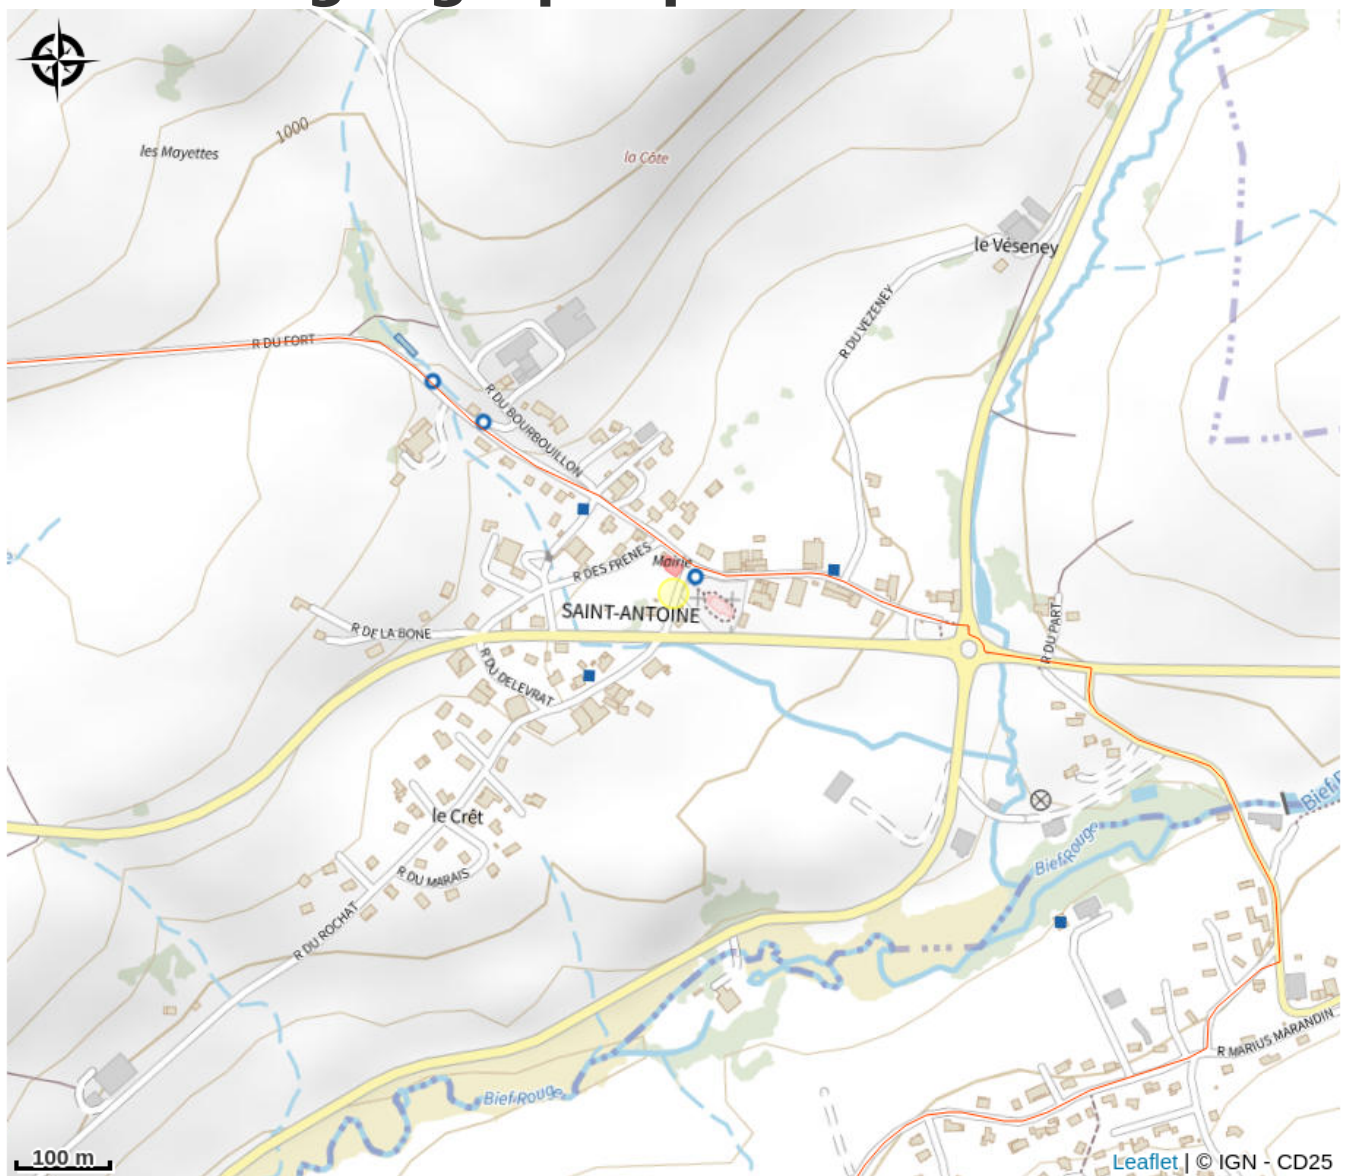 les Mayettes
1000
la Côte
le Véseney
R DU VEZENEY
R DU FORT
R DU BOURBOUILLON
Mairie
R DES FRENES
SAINT-ANTOINE
R DE LA BONE
R DU PART
R DU DELEVRAT
le Crêt
Bief Rouge
R DU MARAIS
R DU ROCHAT
R MARIUS MARANDIN
Bief Rouge
100 m
Leaflet | © IGN - CD25